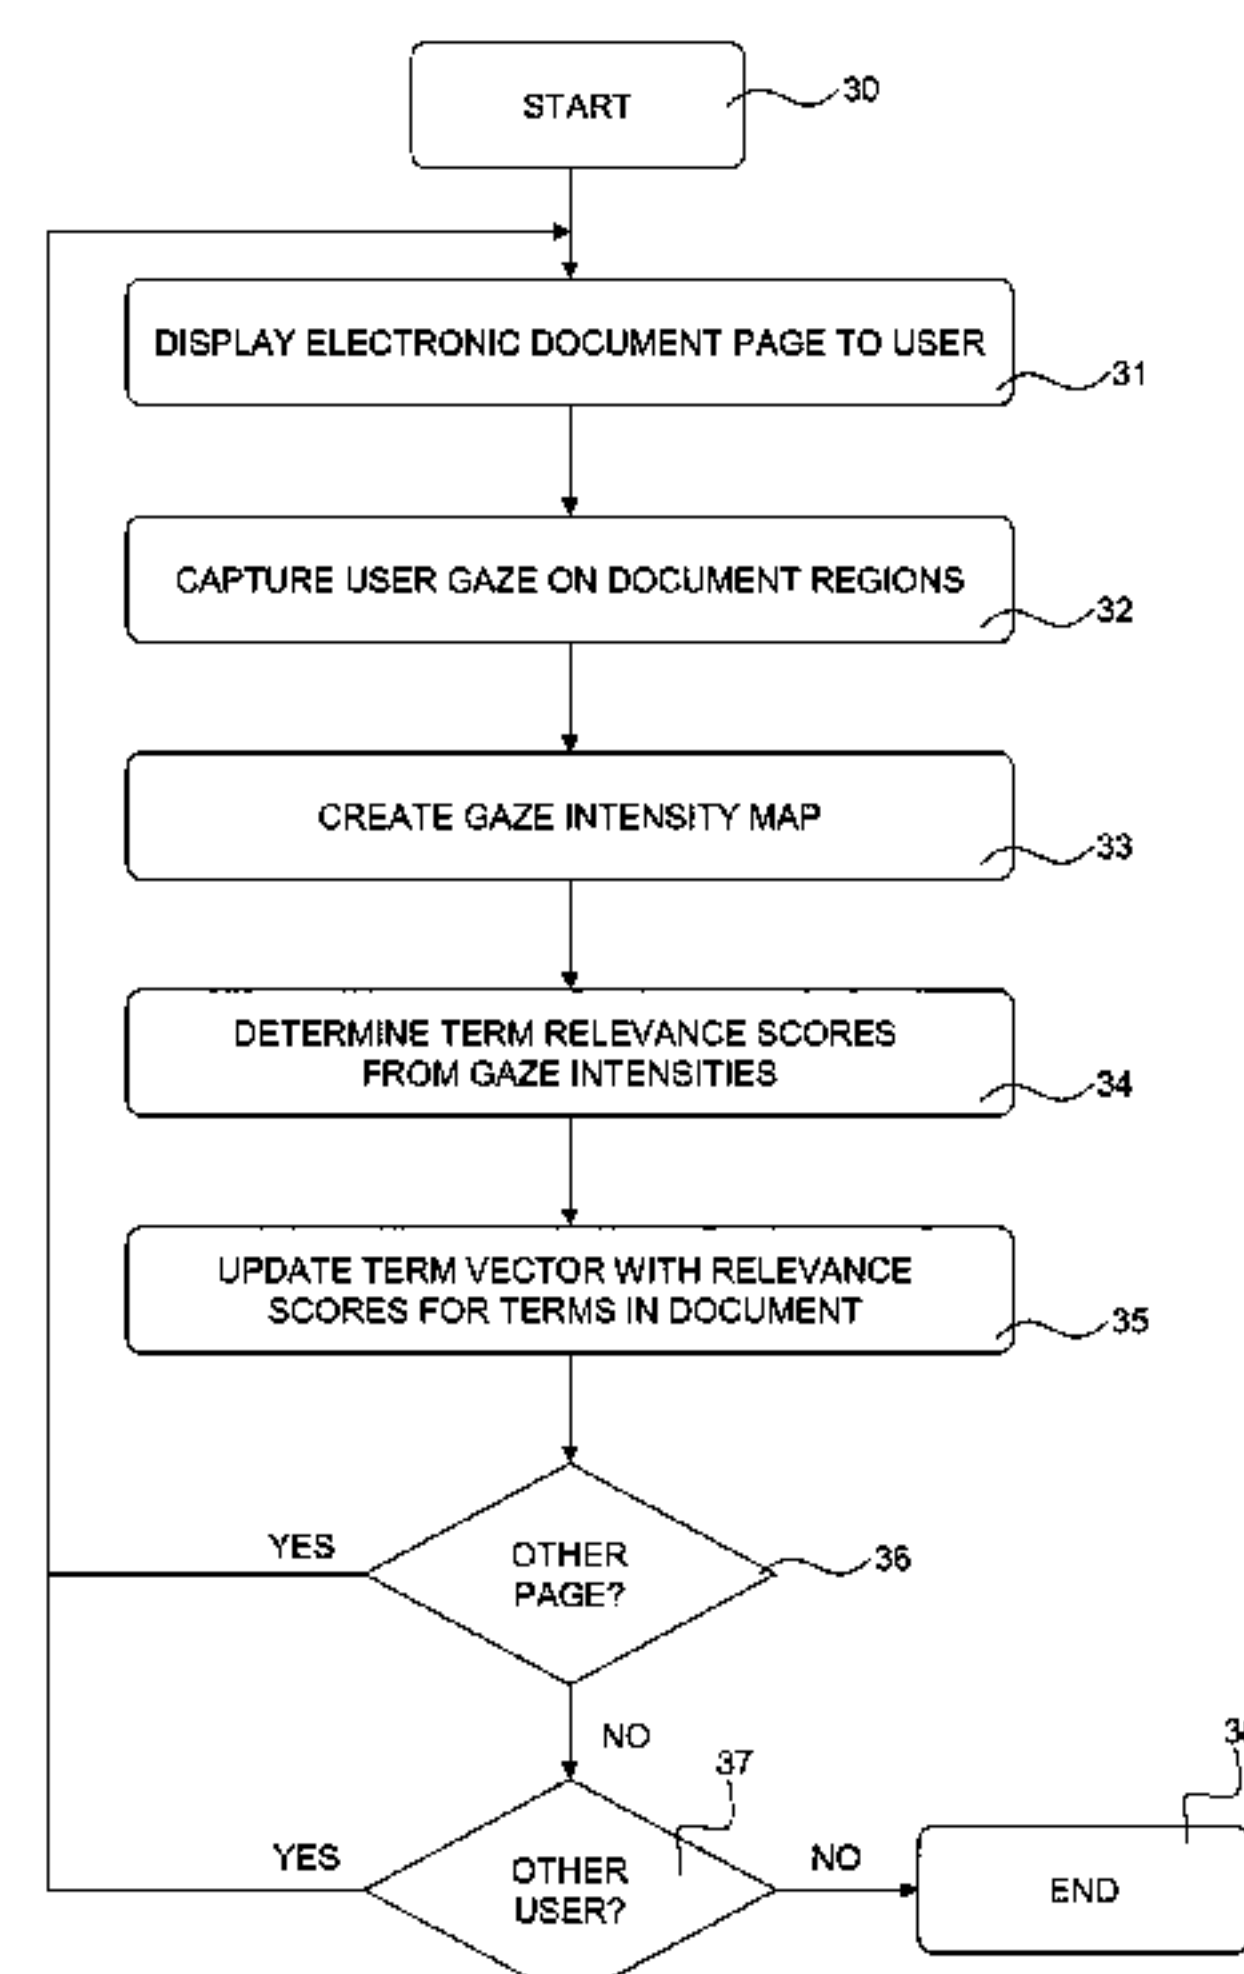 START
30
DISPLAY ELECTRONIC DOCUMENT PAGE TO USER
31
CAPTURE USER GAZE ON DOCUMENT REGIONS
32
CREATE GAZE INTENSITY MAP
33
DETERMINE TERM RELEVANCE SCORES
FROM GAZE INTENSITIES
34
UPDATE TERM VECTOR WITH RELEVANCE
SCORES FOR TERMS IN DOCUMENT
35
YES
OTHER
PAGE?
36
NO
37
YES
OTHER
USER?
NO
END